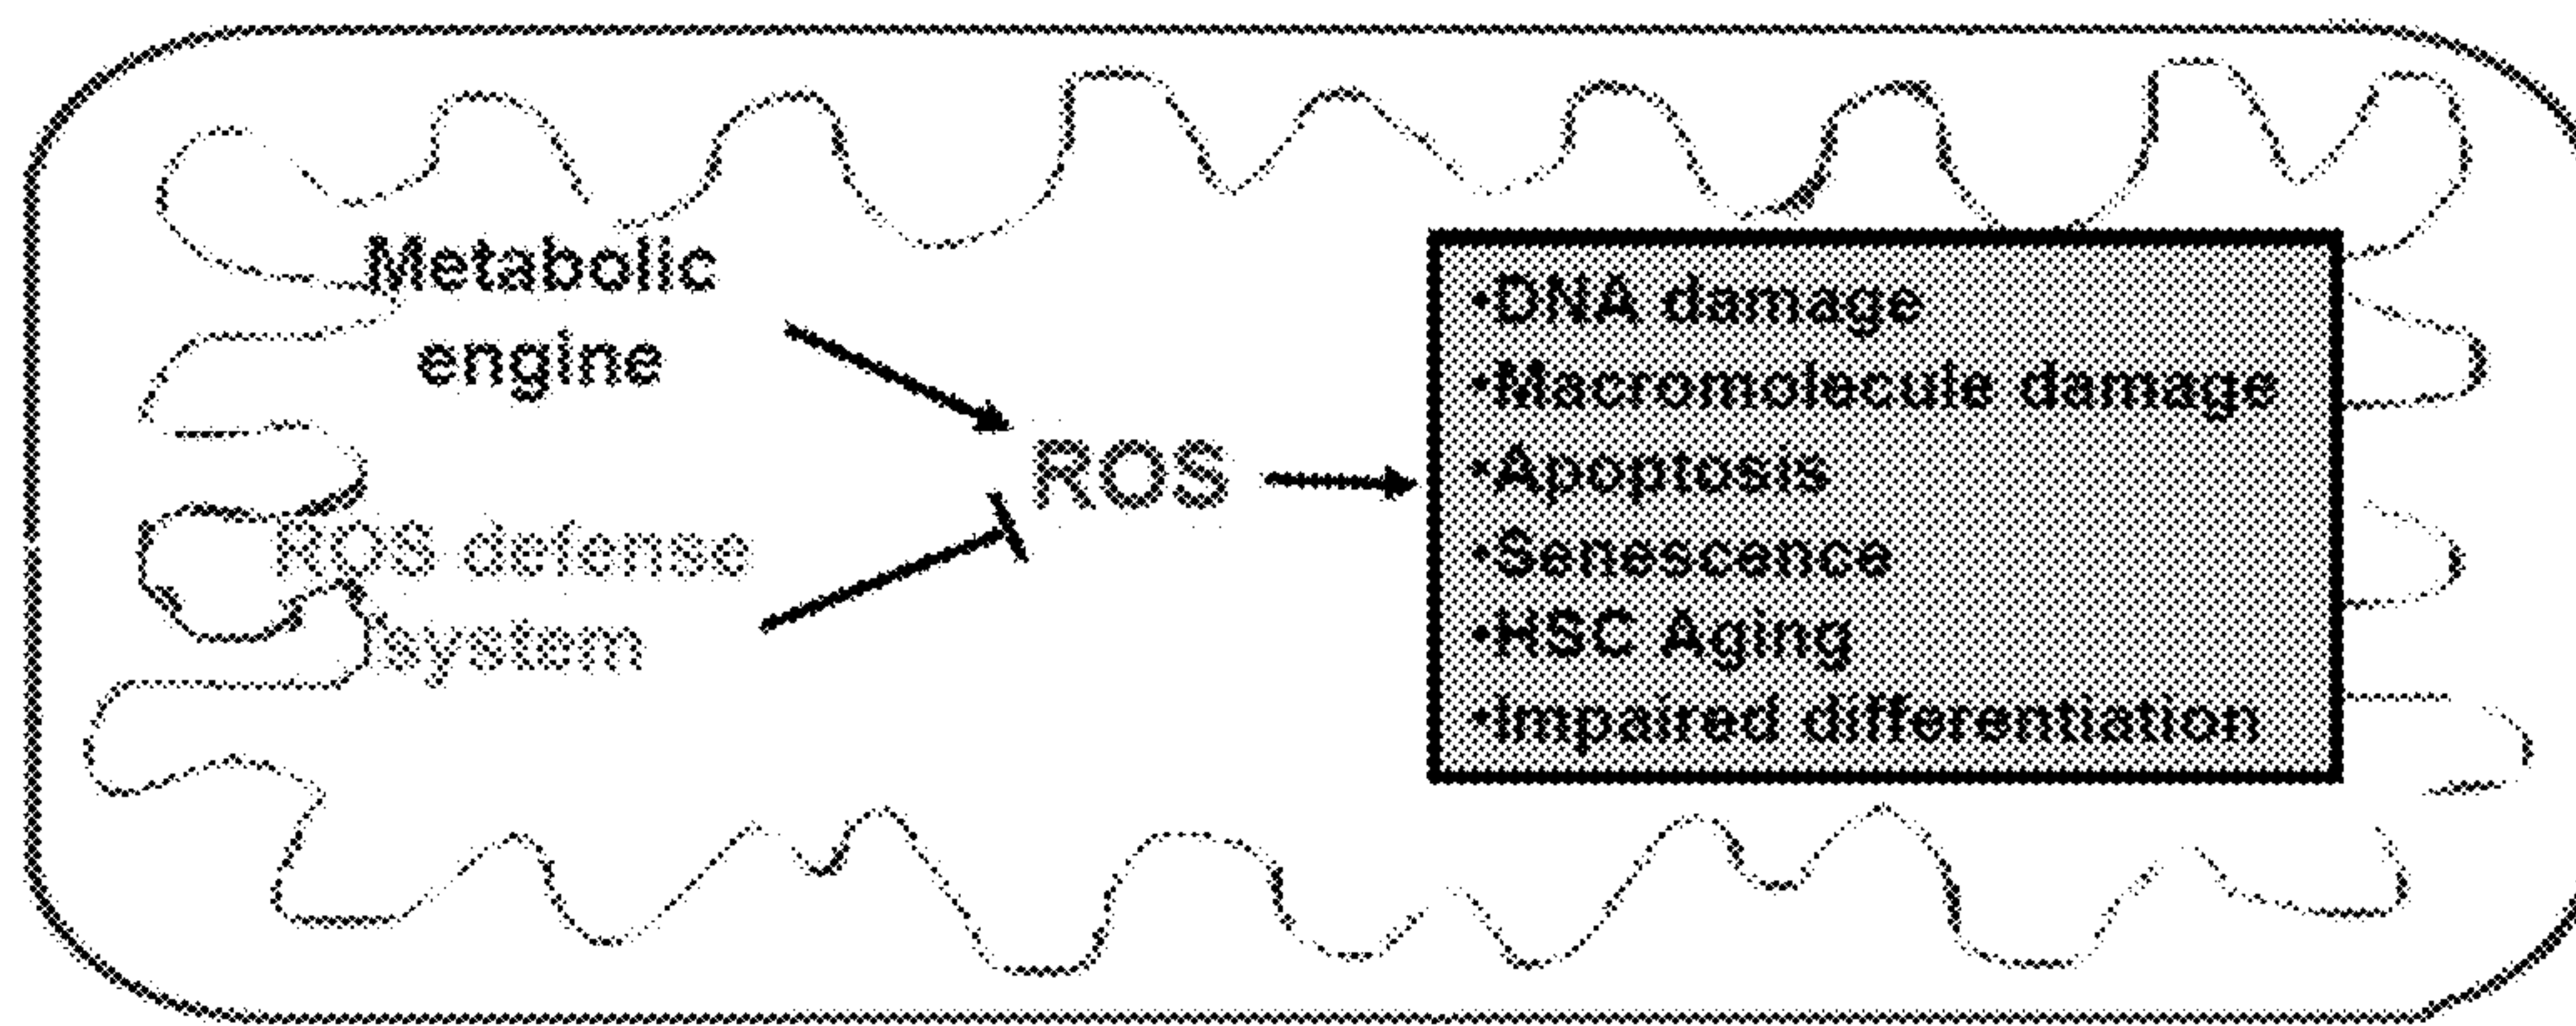 Metabolic
engine
ROS defense
system
ROS
•DNA damage
•Macromolecule damage
•Apoptosis
•Senescence
•HSC Aging
•Impaired differentiation